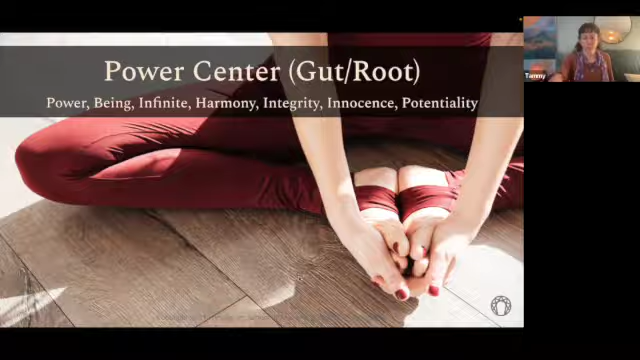 Power Center (Gut/Root)
Power, Being, Infinite, Harmony, Integrity, Innocence, Potentiality
Tammy